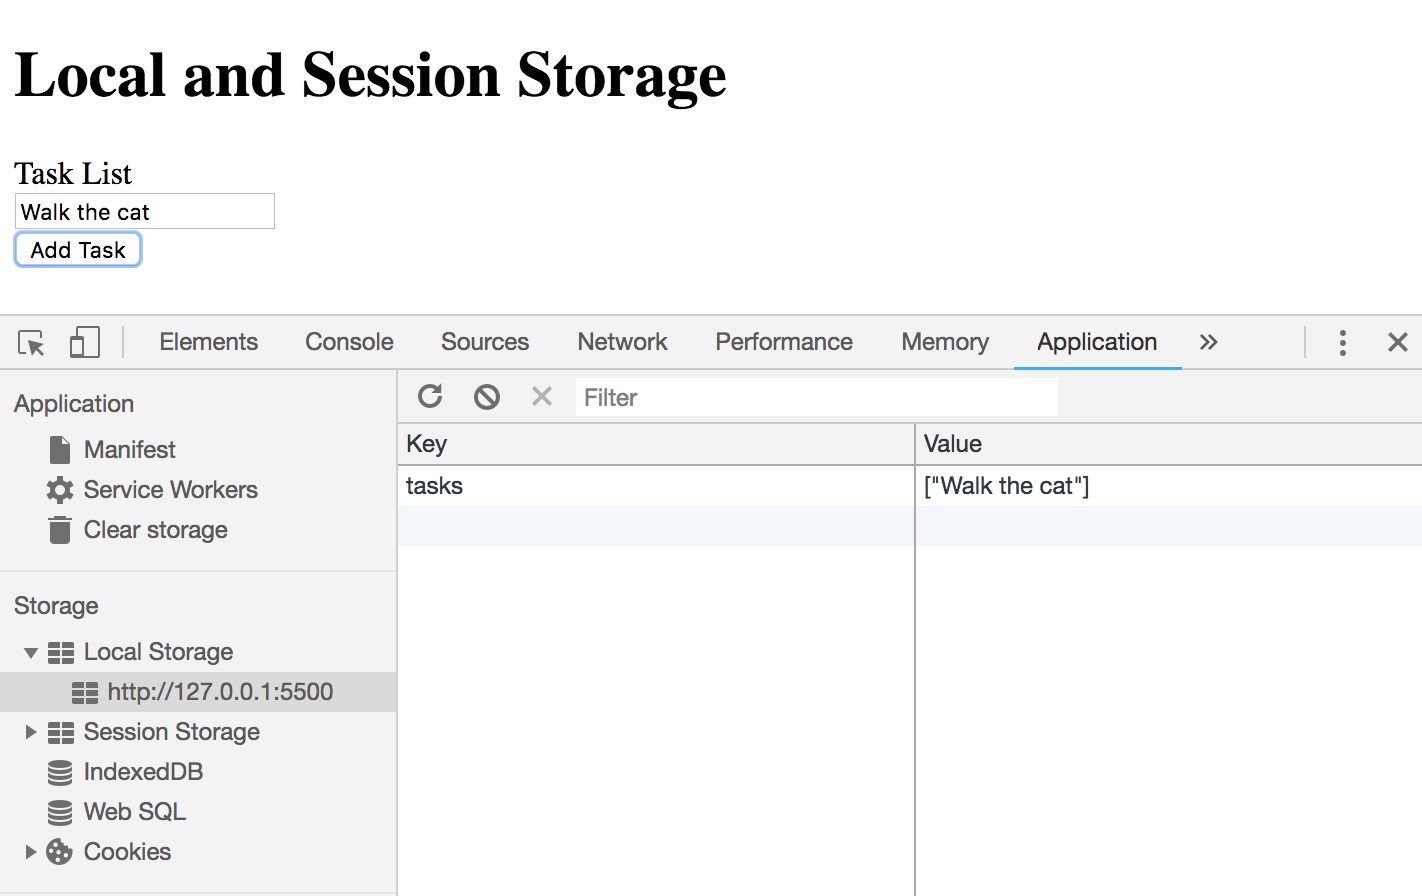 Local and Session Storage
Task List
Walk the cat
Add Task
Elements Console Sources Network Performance Memory Application »
Application
Manifest
Service Workers
Clear storage
Storage
Local Storage
http://127.0.0.1:5500
Session Storage
IndexedDB
Web SQL
Cookies
Filter
Key Value
tasks ["Walk the cat"]